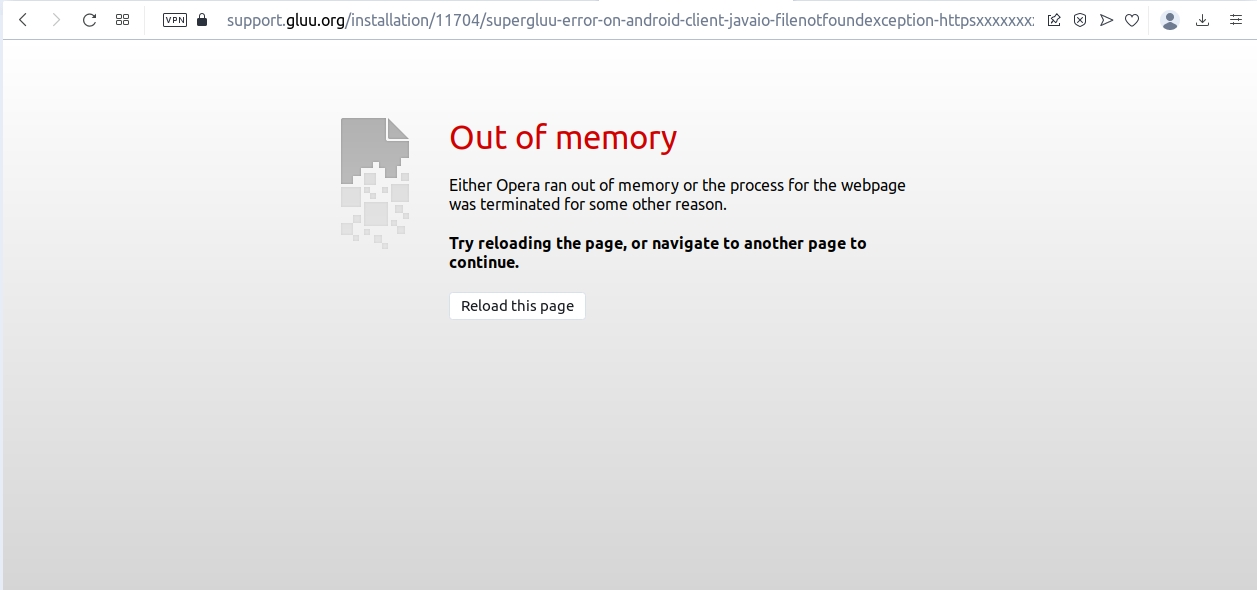 VPN
support.gluu.org/installation/11704/supergluu-error-on-android-client-javaio-filenotfoundexception-httpsxxxxxxxx
Out of memory
Either Opera ran out of memory or the process for the webpage
was terminated for some other reason.
Try reloading the page, or navigate to another page to
continue.
Reload this page